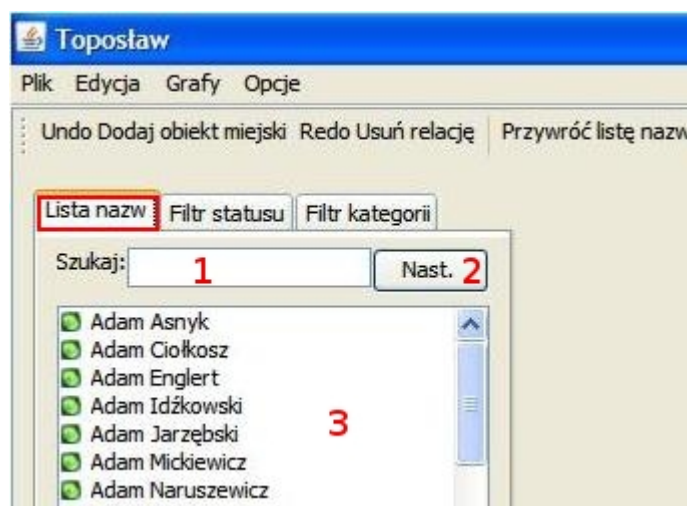 Toposław
Plik Edycja Grafy Opcje
Undo Dodaj obiekt miejski Redo Usuń relację Przywróć listę nazw
Lista nazw Filtr statusu Filtr kategorii
Szukaj: 1 Nast. 2
Adam Asnyk
Adam Ciołkosz
Adam Englert
Adam Idźkowski
3
Adam Jarzębski
Adam Mickiewicz
Adam Naruszewicz